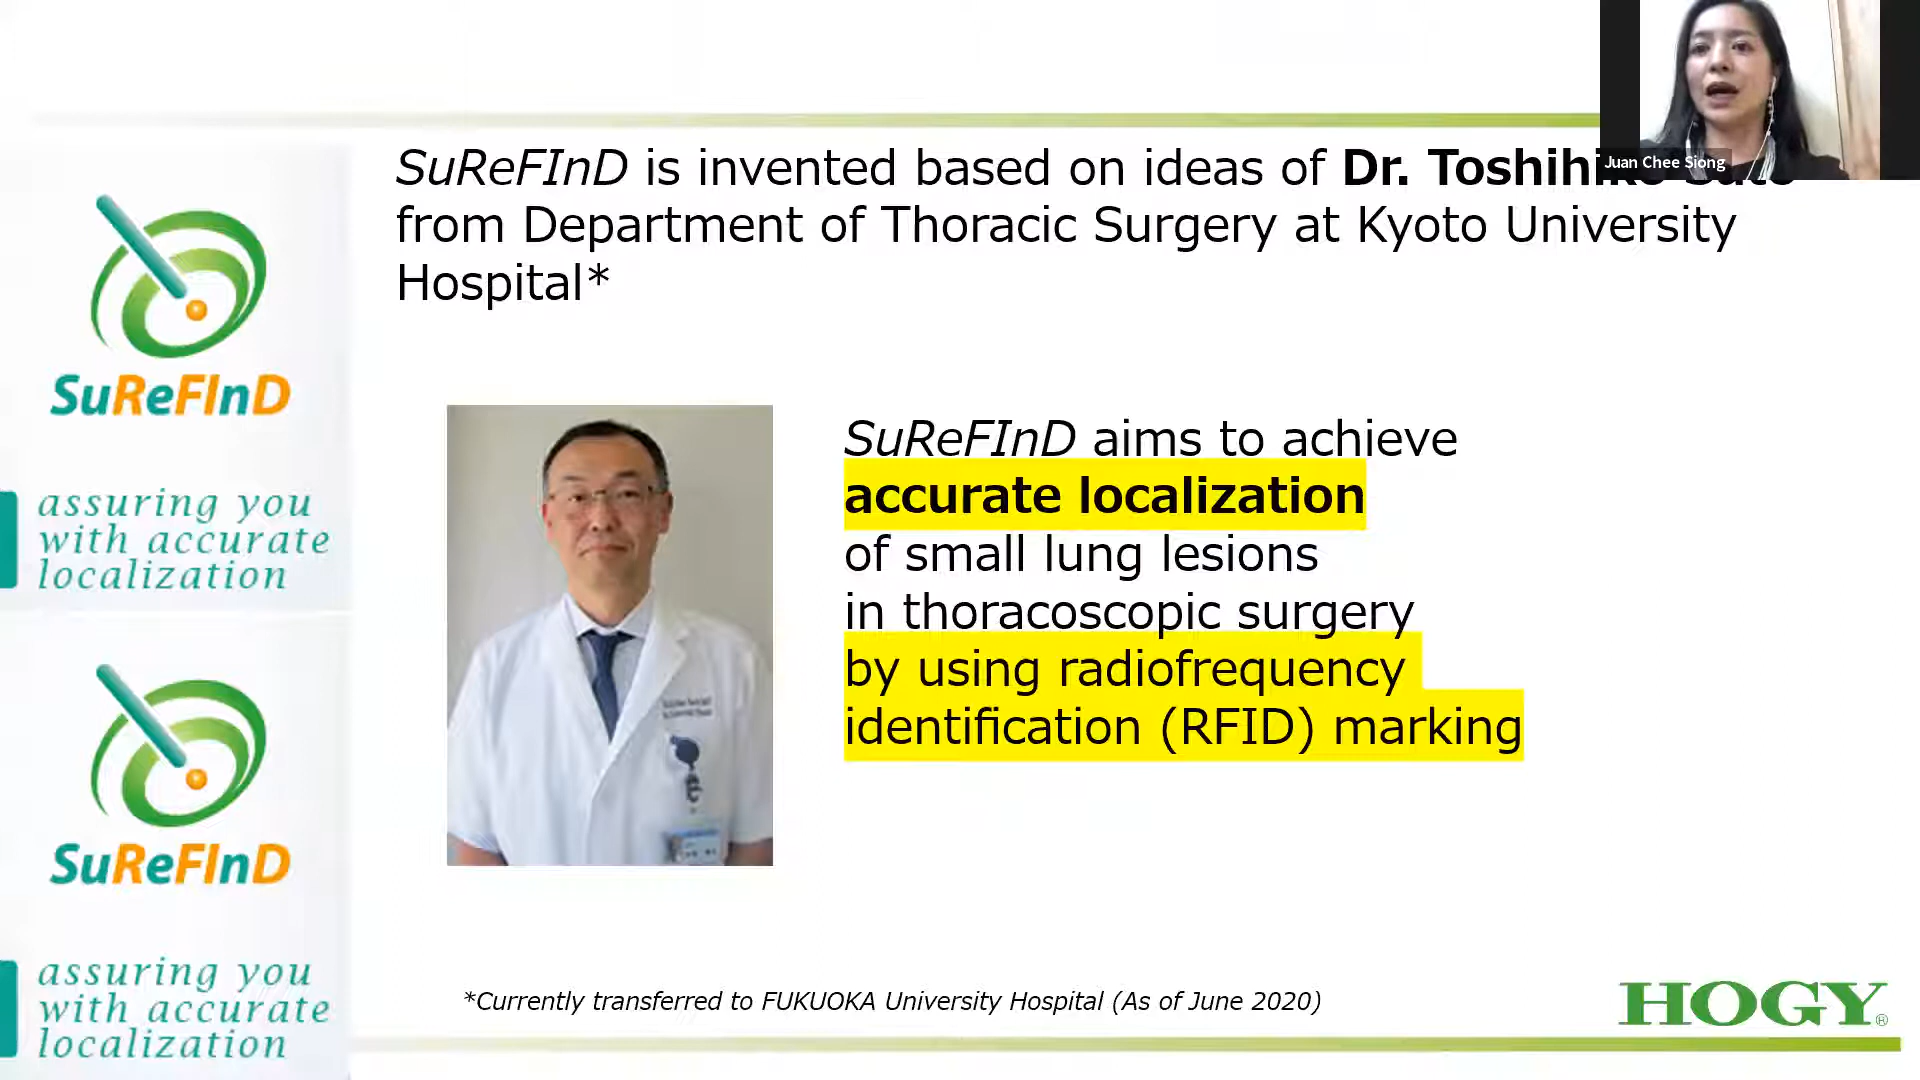 SuReFInD is invented based on ideas of Dr. Toshihiko Sato
from Department of Thoracic Surgery at Kyoto University
Hospital*
Juan Chee Siong
SuReFInD
assuring you
with accurate
localization
SuReFInD aims to achieve
accurate localization
of small lung lesions
in thoracoscopic surgery
by using radiofrequency
identification (RFID) marking
SuReFInD
assuring you
with accurate
localization
*Currently transferred to FUKUOKA University Hospital (As of June 2020)
HOGY®